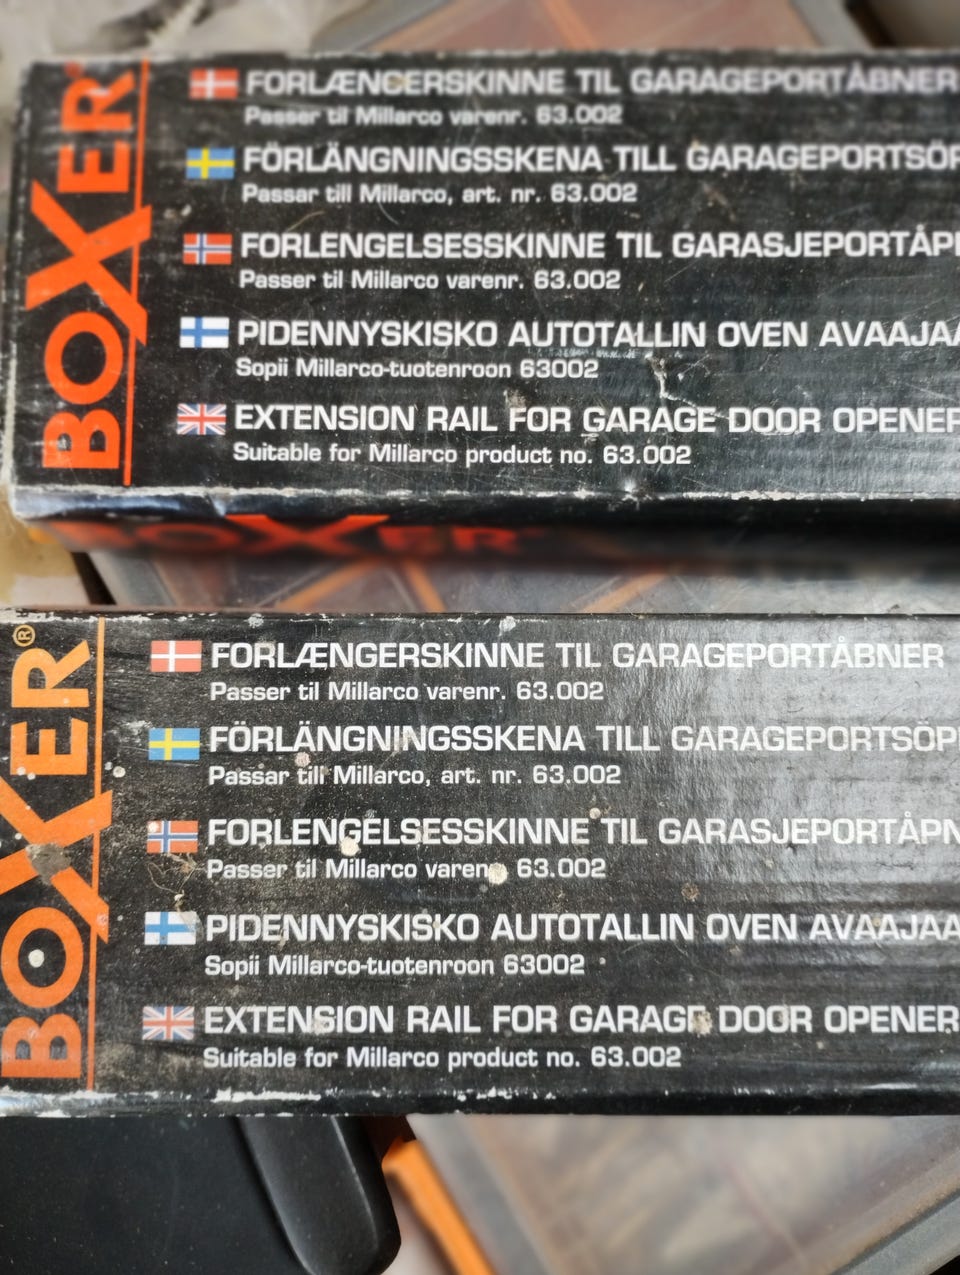 BOXER
FORLÆNGERSKINNE TIL GARAGEPORTÅBNER
Passer til Millarco varenr. 63.002
FÖRLÄNGNINGSSKENA TILL GARAGEPORTSÖP
Passar till Millarco, art. nr. 63.002
FORLENGELSESSKINNE TIL GARASJEPORTÅP
Passer til Millarco varenr. 63.002
PIDENNYSKISKO AUTOTALLIN OVEN AVAAJA
Sopii Millarco-tuotenroon 63002
EXTENSION RAIL FOR GARAGE DOOR OPENER
Suitable for Millarco product no. 63.002
BOXER
BOXER®
FORLÆNGERSKINNE TIL GARAGEPORTÅBNER
Passer til Millarco varenr. 63.002
FÖRLÄNGNINGSSKENA TILL GARAGEPORTSÖP
Passar till Millarco, art. nr. 63.002
FORLENGELSESSKINNE TIL GARASJEPORTÅPN
Passer til Millarco varenr. 63.002
PIDENNYSKISKO AUTOTALLIN OVEN AVAAJA
Sopii Millarco-tuotenroon 63002
EXTENSION RAIL FOR GARAGE DOOR OPENER
Suitable for Millarco product no. 63.002